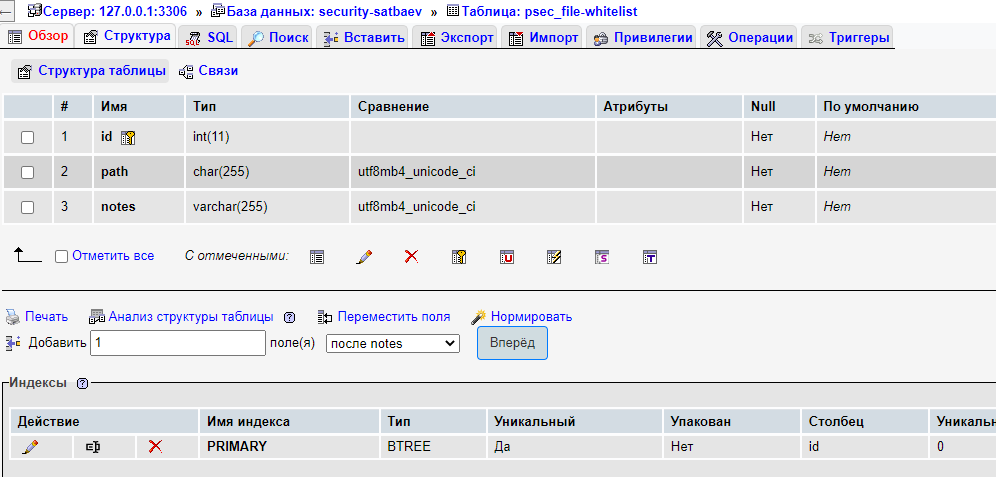 Сервер: 127.0.0.1:3306 » База данных: security-satbaev » Таблица: psec_file-whitelist
Обзор Структура SQL Поиск Вставить Экспорт Импорт Привилегии Операции Триггеры
Структура таблицы Связи
# Имя Тип Сравнение Атрибуты Null По умолчанию
1 id int(11) Нет Нет
2 path char(255) utf8mb4_unicode_ci Нет Нет
3 notes varchar(255) utf8mb4_unicode_ci Нет Нет
Отметить все С отмеченными:
Печать Анализ структуры таблицы Переместить поля Нормировать
Добавить 1 поле(я) после notes Вперёд
Индексы
Действие Имя индекса Тип Уникальный Упакован Столбец Уникальн
PRIMARY BTREE Да Нет id 0